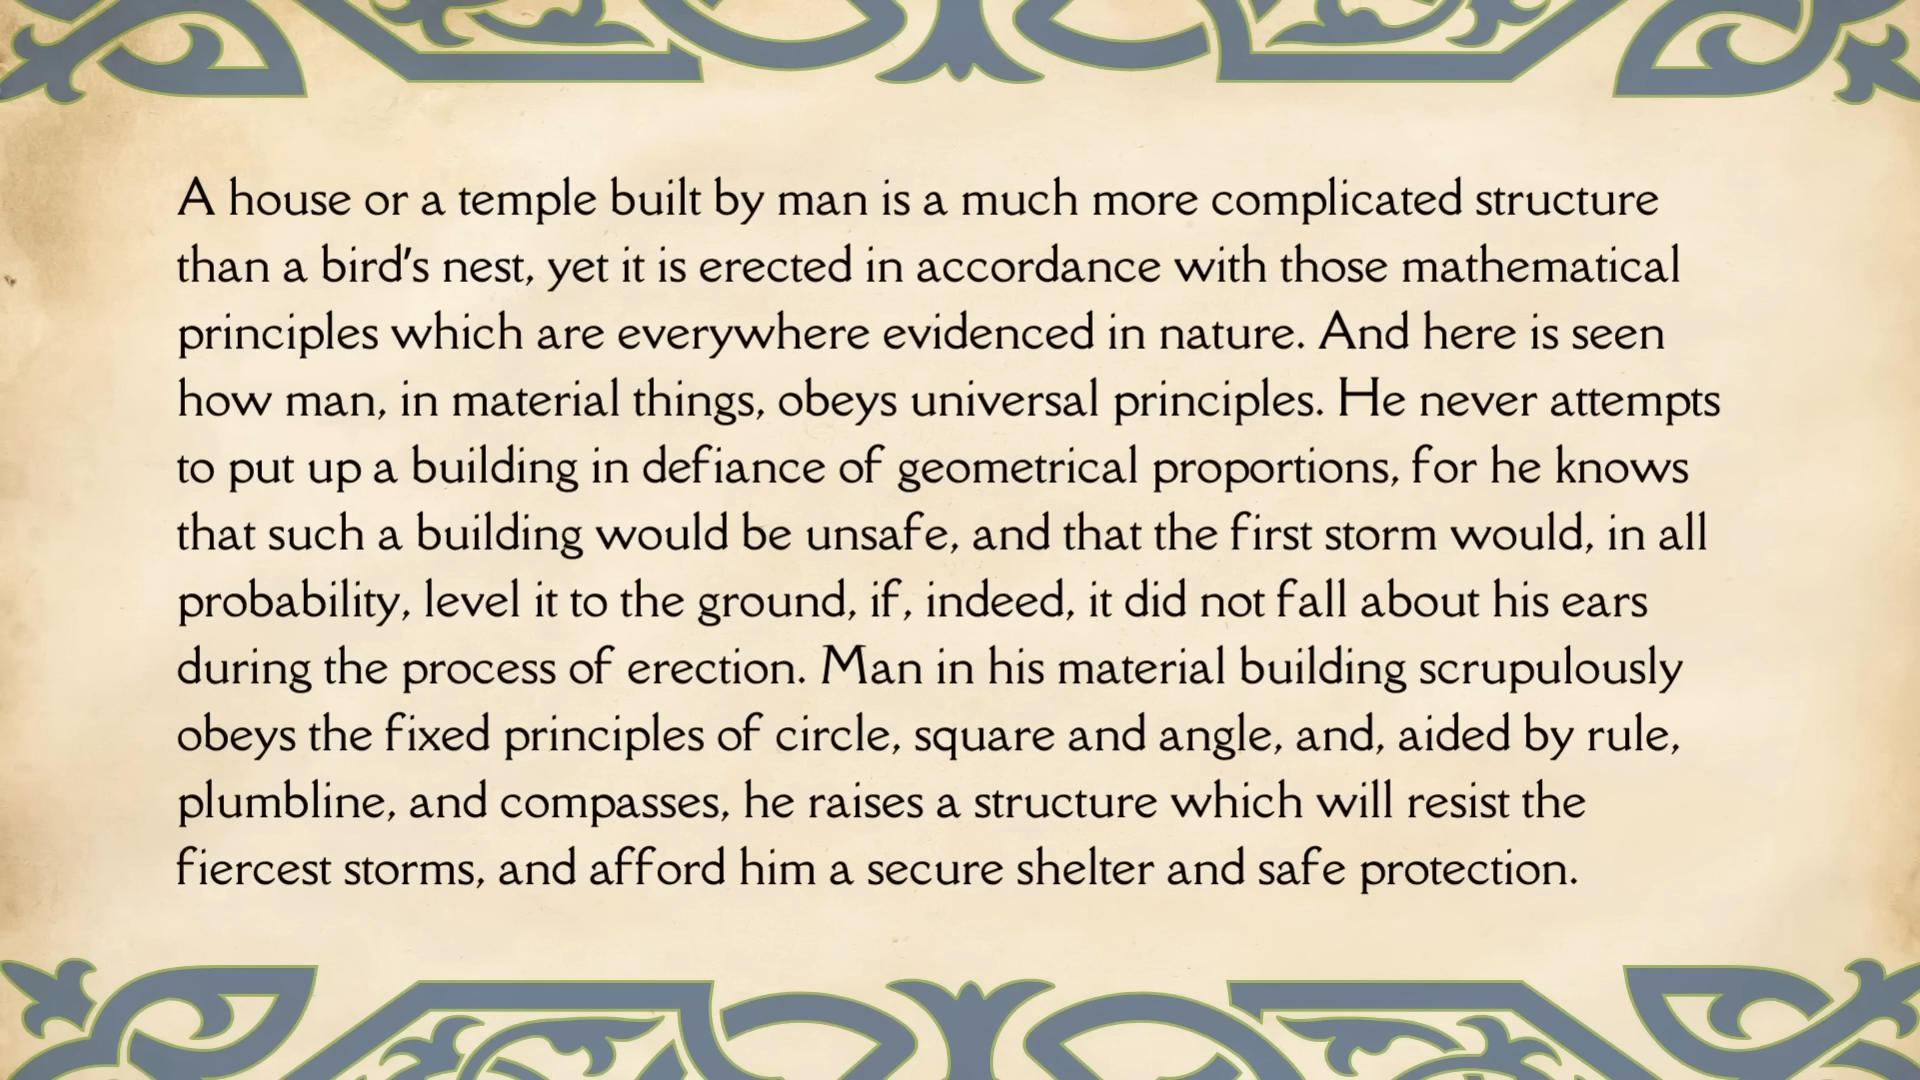 A house or a temple built by man is a much more complicated structure
than a bird's nest, yet it is erected in accordance with those mathematical
principles which are everywhere evidenced in nature. And here is seen
how man, in material things, obeys universal principles. He never attempts
to put up a building in defiance of geometrical proportions, for he knows
that such a building would be unsafe, and that the first storm would, in all
probability, level it to the ground, if, indeed, it did not fall about his ears
during the process of erection. Man in his material building scrupulously
obeys the fixed principles of circle, square and angle, and, aided by rule,
plumbline, and compasses, he raises a structure which will resist the
fiercest storms, and afford him a secure shelter and safe protection.